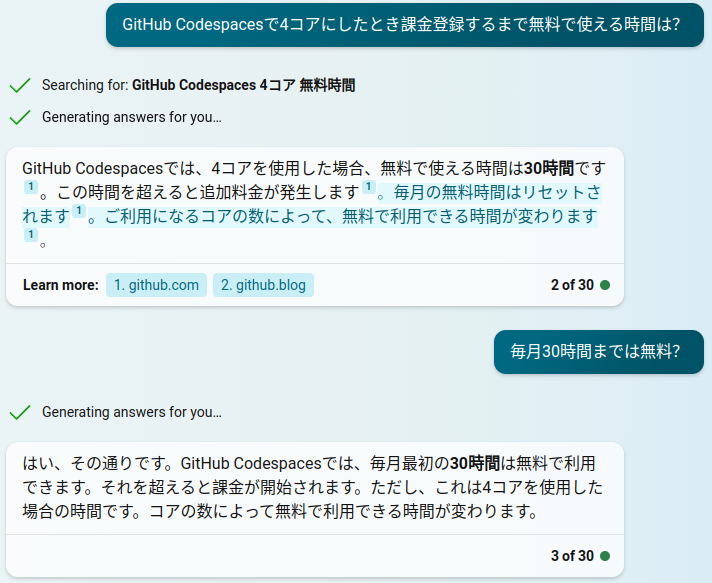 GitHub Codespacesで4コアにしたとき課金登録するまで無料で使える時間は？
Searching for: GitHub Codespaces 4コア 無料時間
Generating answers for you…
GitHub Codespacesでは、4コアを使用した場合、無料で使える時間は30時間です
1 。この時間を超えると追加料金が発生します 1 。毎月の無料時間はリセットさ
れます 1 。ご利用になるコアの数によって、無料で利用できる時間が変わります
1 。
Learn more: 1. github.com 2. github.blog 2 of 30
毎月30時間までは無料？
Generating answers for you…
はい、その通りです。GitHub Codespacesでは、毎月最初の30時間は無料で利用
できます。それを超えると課金が開始されます。ただし、これは4コアを使用した
場合の時間です。コアの数によって無料で利用できる時間が変わります。
3 of 30